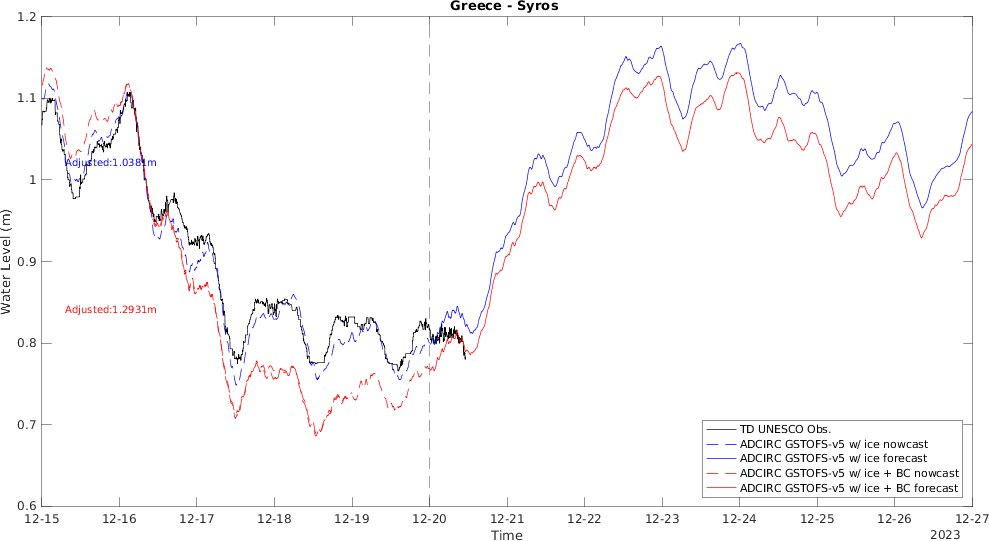 Greece - Syros
1.2
1.1
1
0.9
0.8
0.7
0.6
Water Level (m)
Adjusted:1.0381m
Adjusted:1.2931m
TD UNESCO Obs.
ADCIRC GSTOFS-v5 w/ ice nowcast
ADCIRC GSTOFS-v5 w/ ice forecast
ADCIRC GSTOFS-v5 w/ ice + BC nowcast
ADCIRC GSTOFS-v5 w/ ice + BC forecast
12-15 12-16 12-17 12-18 12-19 12-20 12-21 12-22 12-23 12-24 12-25 12-26 12-27
Time
2023